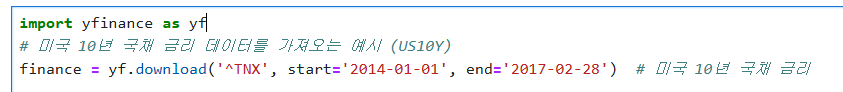 import yfinance as yf
# 미국 10년 국채 금리 데이터를 가져오는 예시 (US10Y)
finance = yf.download('^TNX', start='2014-01-01', end='2017-02-28')  # 미국 10년 국채 금리